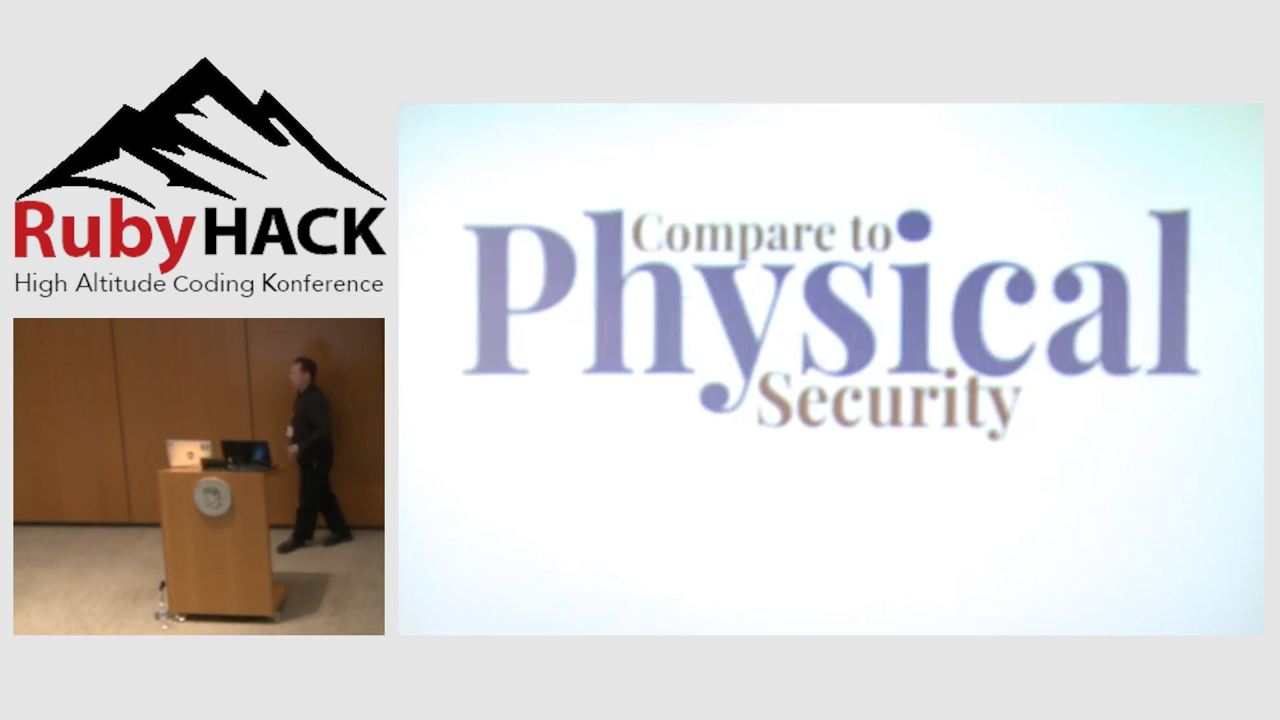 RubyHACK
High Altitude Coding Konference
Compare to
Physical
Security